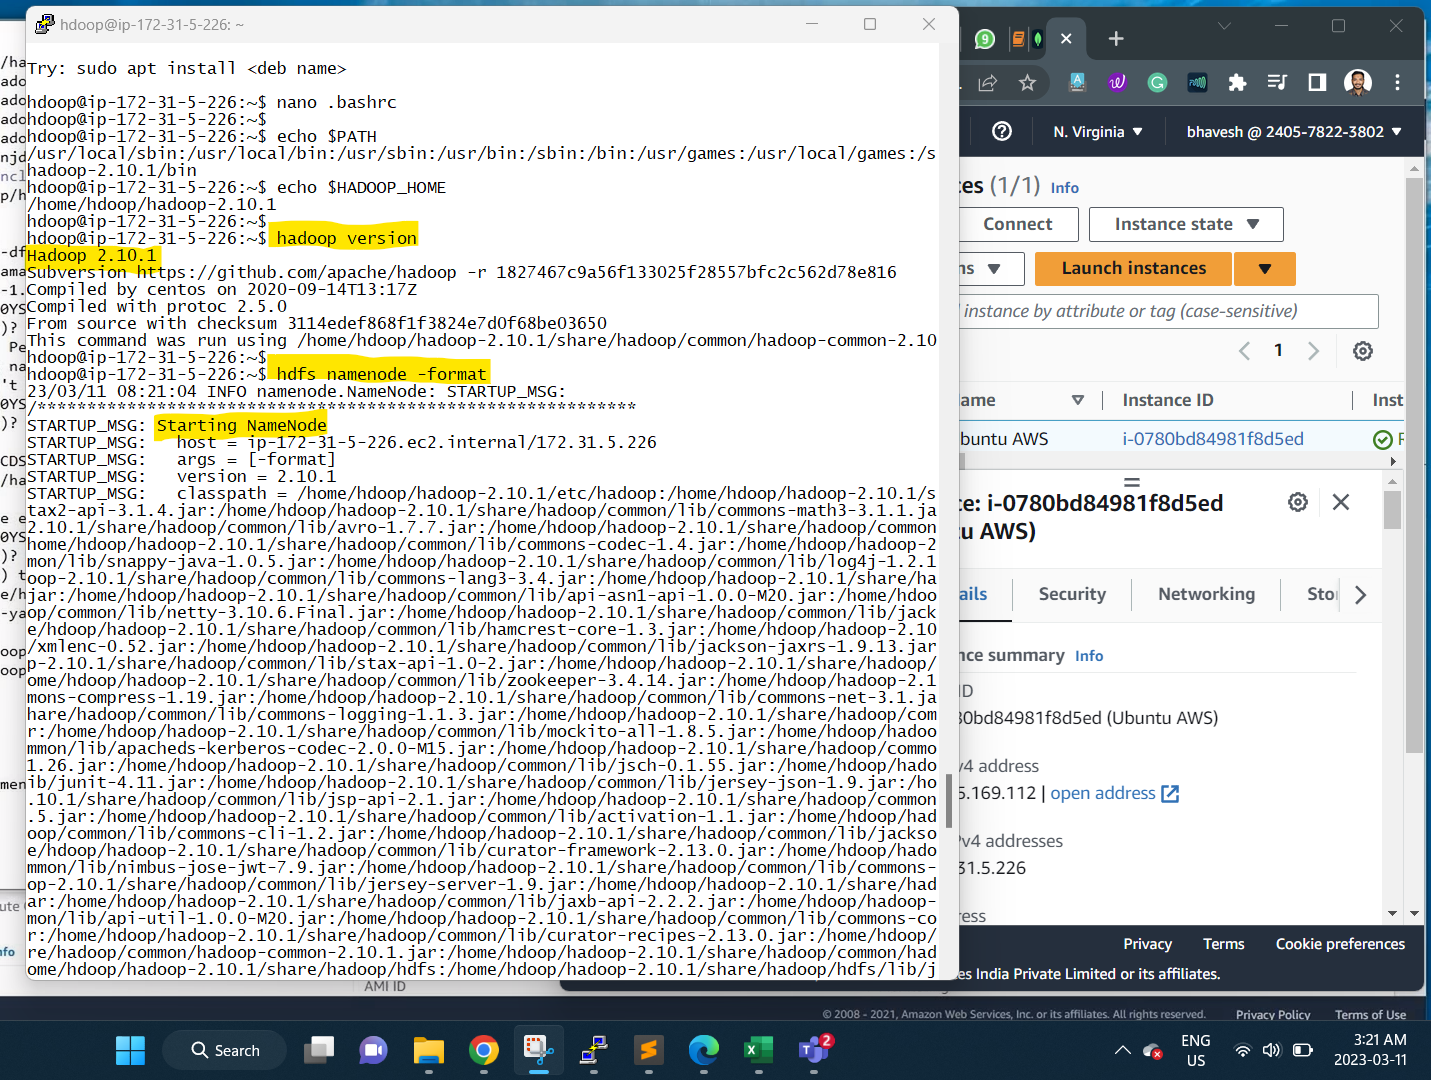 hdoop@ip-172-31-5-226: ~
Try: sudo apt install <deb name>
hdoop@ip-172-31-5-226:~$ nano .bashrc
hdoop@ip-172-31-5-226:~$
hdoop@ip-172-31-5-226:~$ echo $PATH
/usr/local/sbin:/usr/local/bin:/usr/sbin:/usr/bin:/sbin:/bin:/usr/games:/usr/local/games:/s
hadoop-2.10.1/bin
hdoop@ip-172-31-5-226:~$ echo $HADOOP_HOME
/home/hdoop/hadoop-2.10.1
hdoop@ip-172-31-5-226:~$
hdoop@ip-172-31-5-226:~$ hadoop version
Hadoop 2.10.1
Subversion https://github.com/apache/hadoop -r 1827467c9a56f133025f28557bfc2c562d78e816
Compiled by centos on 2020-09-14T13:17Z
Compiled with protoc 2.5.0
From source with checksum 3114edef868f1f3824e7d0f68be03650
This command was run using /home/hdoop/hadoop-2.10.1/share/hadoop/common/hadoop-common-2.10
hdoop@ip-172-31-5-226:~$
hdoop@ip-172-31-5-226:~$ hdfs namenode -format
23/03/11 08:21:04 INFO namenode.NameNode: STARTUP_MSG:
/************************************************************
STARTUP_MSG: Starting NameNode
STARTUP_MSG:   host = ip-172-31-5-226.ec2.internal/172.31.5.226
STARTUP_MSG:   args = [-format]
STARTUP_MSG:   version = 2.10.1
STARTUP_MSG:   classpath = /home/hdoop/hadoop-2.10.1/etc/hadoop:/home/hdoop/hadoop-2.10.1/s
tax2-api-3.1.4.jar:/home/hdoop/hadoop-2.10.1/share/hadoop/common/lib/commons-math3-3.1.1.ja
2.10.1/share/hadoop/common/lib/avro-1.7.7.jar:/home/hdoop/hadoop-2.10.1/share/hadoop/common
home/hdoop/hadoop-2.10.1/share/hadoop/common/lib/commons-codec-1.4.jar:/home/hdoop/hadoop-2
mon/lib/snappy-java-1.0.5.jar:/home/hdoop/hadoop-2.10.1/share/hadoop/common/lib/log4j-1.2.1
oop-2.10.1/share/hadoop/common/lib/commons-lang3-3.4.jar:/home/hdoop/hadoop-2.10.1/share/ha
jar:/home/hdoop/hadoop-2.10.1/share/hadoop/common/lib/api-asn1-api-1.0.0-M20.jar:/home/hdoo
p/common/lib/netty-3.10.6.Final.jar:/home/hdoop/hadoop-2.10.1/share/hadoop/common/lib/jacke
e/hdoop/hadoop-2.10.1/share/hadoop/common/lib/hamcrest-core-1.3.jar:/home/hdoop/hadoop-2.10
/xmlenc-0.52.jar:/home/hdoop/hadoop-2.10.1/share/hadoop/common/lib/jackson-jaxrs-1.9.13.jar
p-2.10.1/share/hadoop/common/lib/stax-api-1.0-2.jar:/home/hdoop/hadoop-2.10.1/share/hadoop/
ome/hdoop/hadoop-2.10.1/share/hadoop/common/lib/zookeeper-3.4.14.jar:/home/hdoop/hadoop-2.1
mons-compress-1.19.jar:/home/hdoop/hadoop-2.10.1/share/hadoop/common/lib/commons-net-3.1.ja
hare/hadoop/common/lib/commons-logging-1.1.3.jar:/home/hdoop/hadoop-2.10.1/share/hadoop/com
r:/home/hdoop/hadoop-2.10.1/share/hadoop/common/lib/mockito-all-1.8.5.jar:/home/hdoop/hadoo
mmon/lib/apacheds-kerberos-codec-2.0.0-M15.jar:/home/hdoop/hadoop-2.10.1/share/hadoop/commo
1.26.jar:/home/hdoop/hadoop-2.10.1/share/hadoop/common/lib/jsch-0.1.55.jar:/home/hdoop/hado
ib/junit-4.11.jar:/home/hdoop/hadoop-2.10.1/share/hadoop/common/lib/jersey-json-1.9.jar:/ho
.10.1/share/hadoop/common/lib/jsp-api-2.1.jar:/home/hdoop/hadoop-2.10.1/share/hadoop/common
.5.jar:/home/hdoop/hadoop-2.10.1/share/hadoop/common/lib/activation-1.1.jar:/home/hdoop/had
oop/common/lib/commons-cli-1.2.jar:/home/hdoop/hadoop-2.10.1/share/hadoop/common/lib/jackso
e/hdoop/hadoop-2.10.1/share/hadoop/common/lib/curator-framework-2.13.0.jar:/home/hdoop/hado
mmon/lib/nimbus-jose-jwt-7.9.jar:/home/hdoop/hadoop-2.10.1/share/hadoop/common/lib/commons-
op-2.10.1/share/hadoop/common/lib/jersey-server-1.9.jar:/home/hdoop/hadoop-2.10.1/share/had
ar:/home/hdoop/hadoop-2.10.1/share/hadoop/common/lib/jaxb-api-2.2.2.jar:/home/hdoop/hadoop-
mon/lib/api-util-1.0.0-M20.jar:/home/hdoop/hadoop-2.10.1/share/hadoop/common/lib/commons-co
r:/home/hdoop/hadoop-2.10.1/share/hadoop/common/lib/curator-recipes-2.13.0.jar:/home/hdoop/
re/hadoop/common/hadoop-common-2.10.1.jar:/home/hdoop/hadoop-2.10.1/share/hadoop/common/had
ome/hdoop/hadoop-2.10.1/share/hadoop/hdfs:/home/hdoop/hadoop-2.10.1/share/hadoop/hdfs/lib/j
AMI ID
N. Virginia
bhavesh @ 2405-7822-3802
ces (1/1) Info
Connect
Instance state
ns
Launch instances
instance by attribute or tag (case-sensitive)
1
ame
Instance ID
Inst
buntu AWS
i-0780bd84981f8d5ed
ce: i-0780bd84981f8d5ed
u AWS)
ails
Security
Networking
Sto
nce summary Info
ID
80bd84981f8d5ed (Ubuntu AWS)
v4 address
5.169.112 | open address
v4 addresses
31.5.226
ress
Privacy
Terms
Cookie preferences
es India Private Limited or its affiliates.
© 2008 - 2021, Amazon Web Services, Inc. or its affiliates. All rights reserved.
Privacy Policy
Terms of Use
Search
2
ENG
US
3:21 AM
2023-03-11